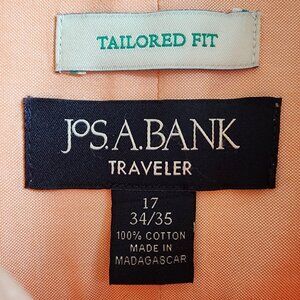 TAILORED FIT
JOS. A. BANK
TRAVELER
17
34/35
100% COTTON
MADE IN
MADAGASCAR